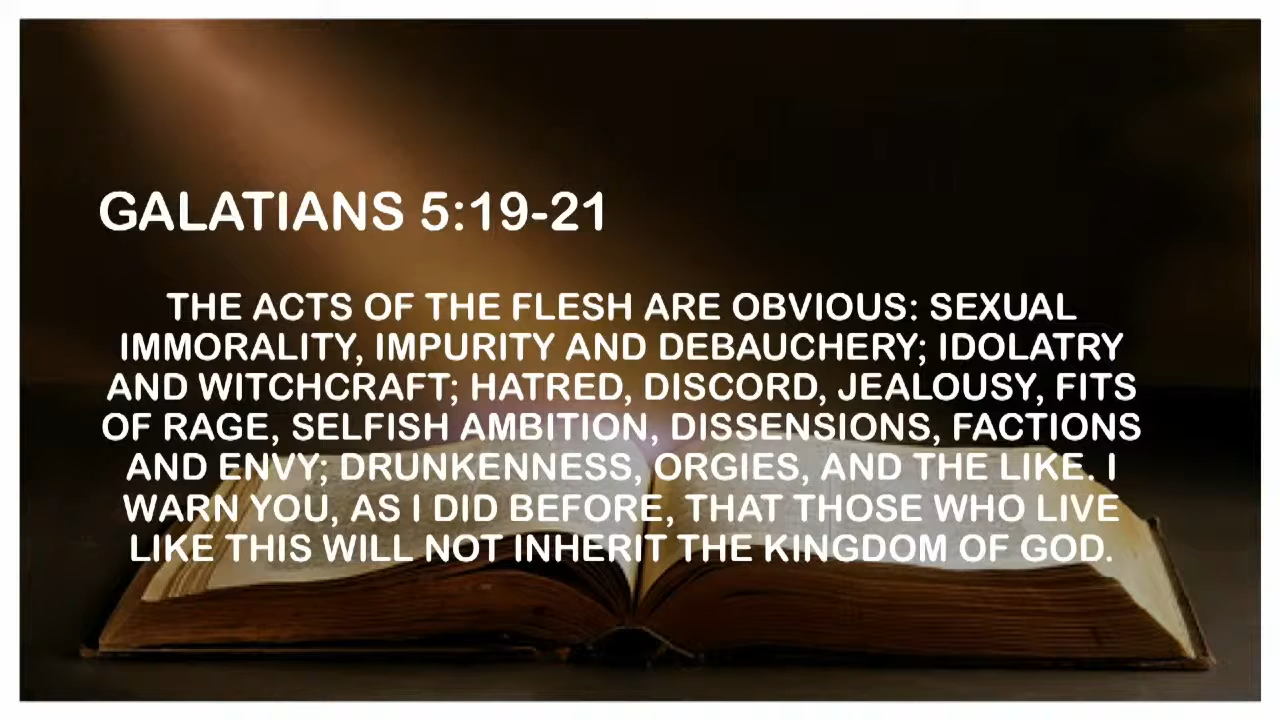 GALATIANS 5:19-21
THE ACTS OF THE FLESH ARE OBVIOUS: SEXUAL
IMMORALITY, IMPURITY AND DEBAUCHERY; IDOLATRY
AND WITCHCRAFT; HATRED, DISCORD, JEALOUSY, FITS
OF RAGE, SELFISH AMBITION, DISSENSIONS, FACTIONS
AND ENVY; DRUNKENNESS, ORGIES, AND THE LIKE. I
WARN YOU, AS I DID BEFORE, THAT THOSE WHO LIVE
LIKE THIS WILL NOT INHERIT THE KINGDOM OF GOD.